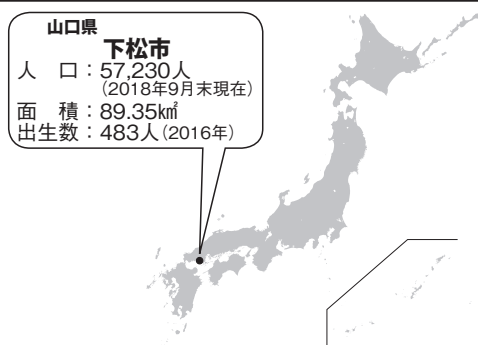 山口県
下松市
人　口：57,230人
（2018年9月末現在）
面　積：89.35㎢
出生数：483人（2016年）